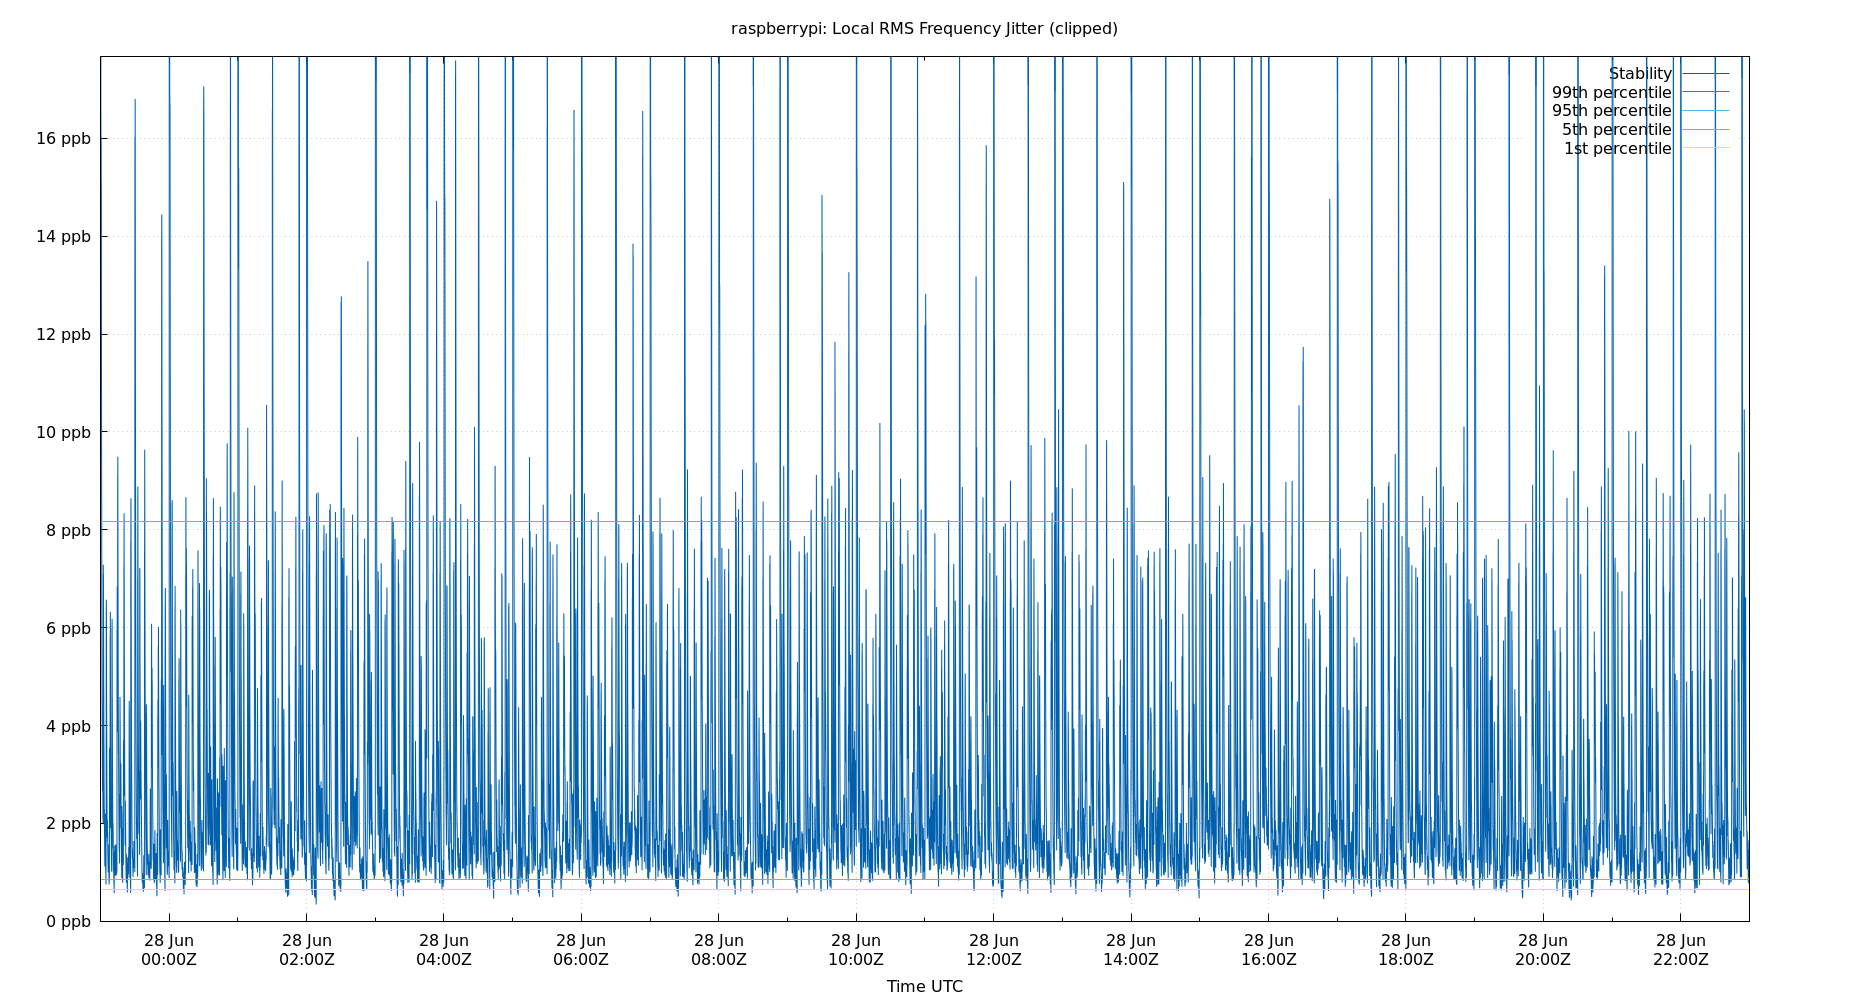 raspberrypi: Local RMS Frequency Jitter (clipped)
Stability
99th percentile
95th percentile
5th percentile
1st percentile
16 ppb
14 ppb
12 ppb
10 ppb
8 ppb
6 ppb
4 ppb
2 ppb
0 ppb
28 Jun 28 Jun 28 Jun 28 Jun 28 Jun 28 Jun 28 Jun 28 Jun 28 Jun 28 Jun 28 Jun 28 Jun
00:00Z 02:00Z 04:00Z 06:00Z 08:00Z 10:00Z 12:00Z 14:00Z 16:00Z 18:00Z 20:00Z 22:00Z
Time UTC